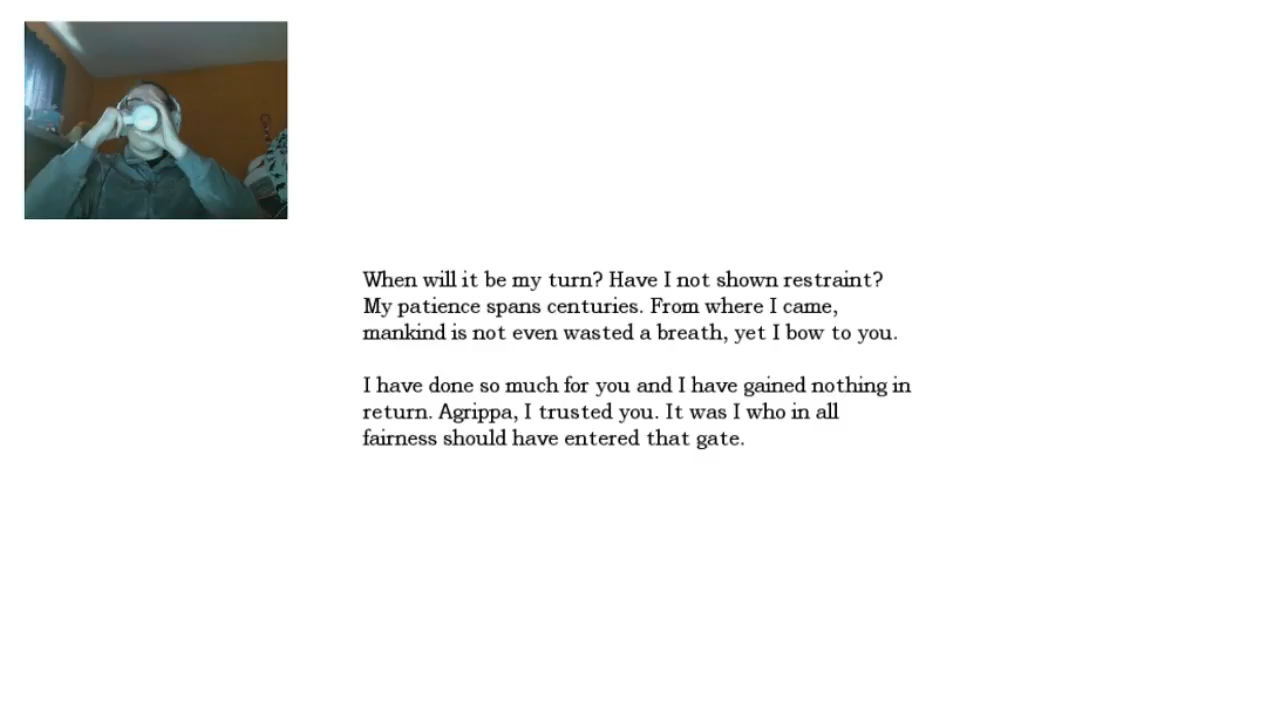 When will it be my turn? Have I not shown restraint?
My patience spans centuries. From where I came,
mankind is not even wasted a breath, yet I bow to you.
I have done so much for you and I have gained nothing in
return. Agrippa, I trusted you. It was I who in all
fairness should have entered that gate.